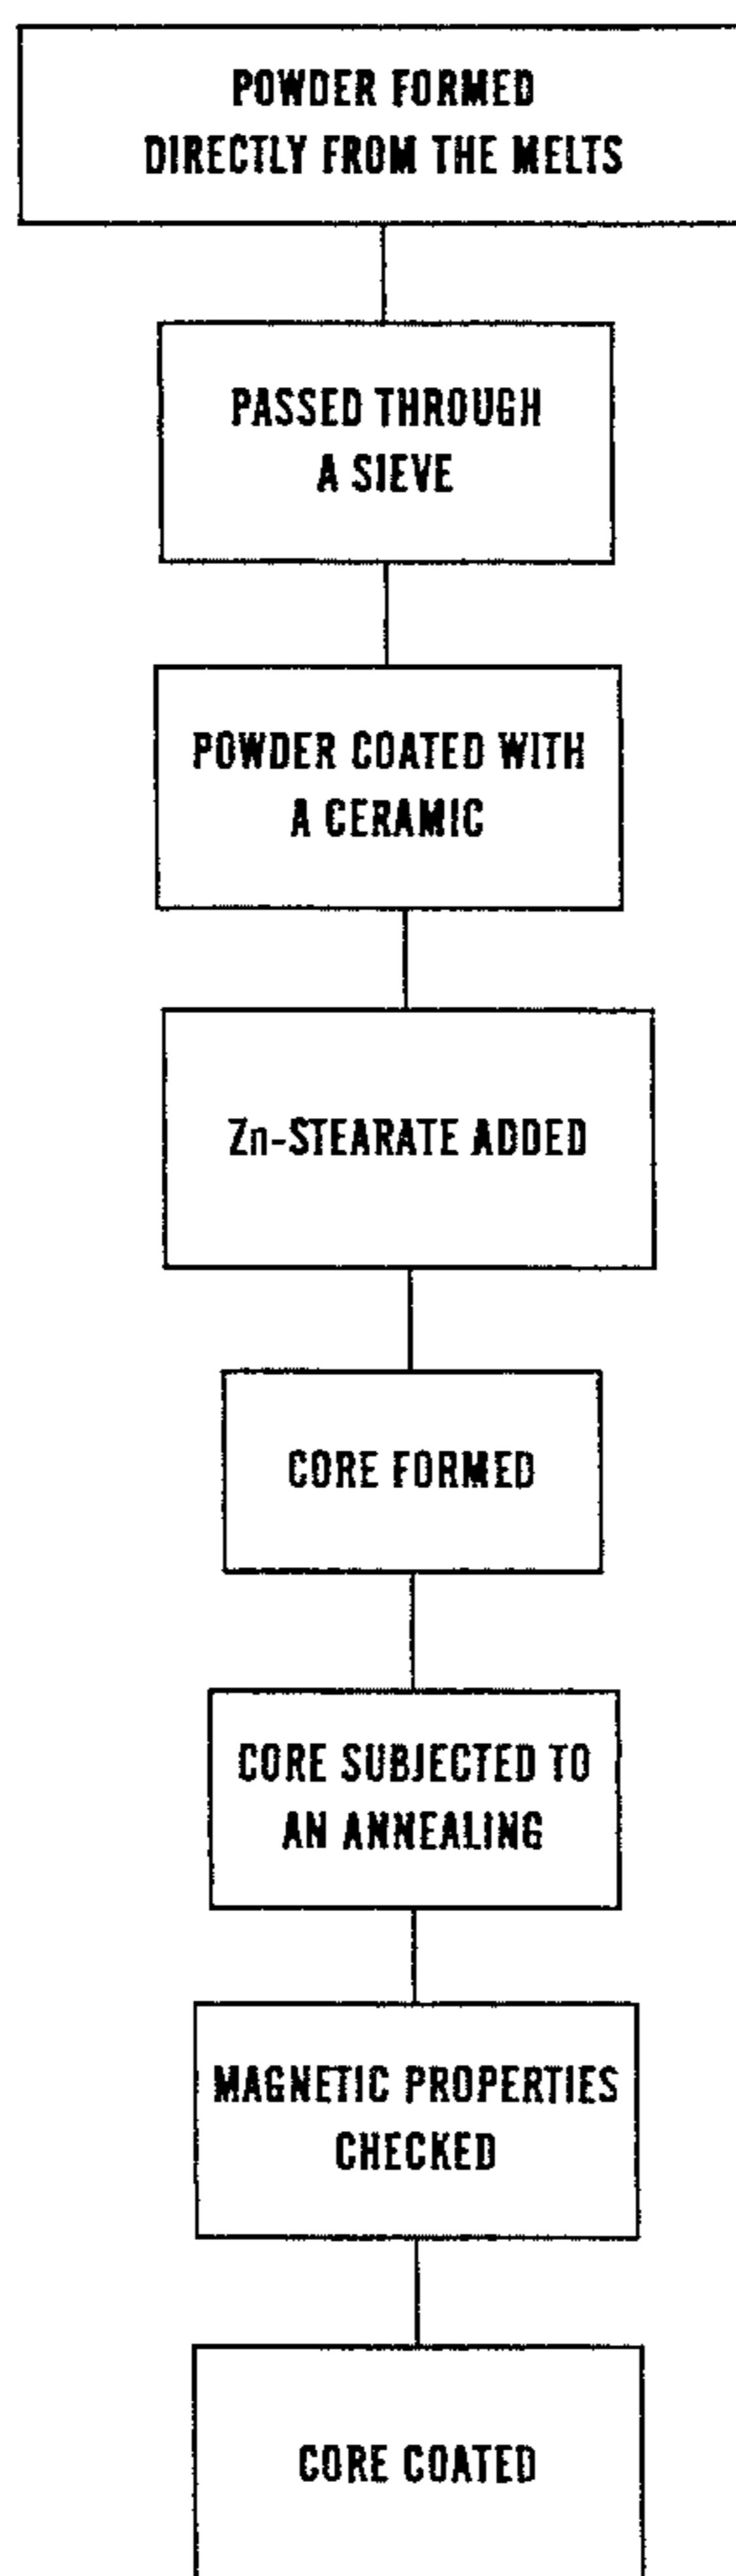 POWDER FORMED
DIRECTLY FROM THE MELTS
PASSED THROUGH
A SIEVE
POWDER COATED WITH
A CERAMIC
Zn-STEARATE ADDED
CORE FORMED
CORE SUBJECTED TO
AN ANNEALING
MAGNETIC PROPERTIES
CHECKED
CORE COATED